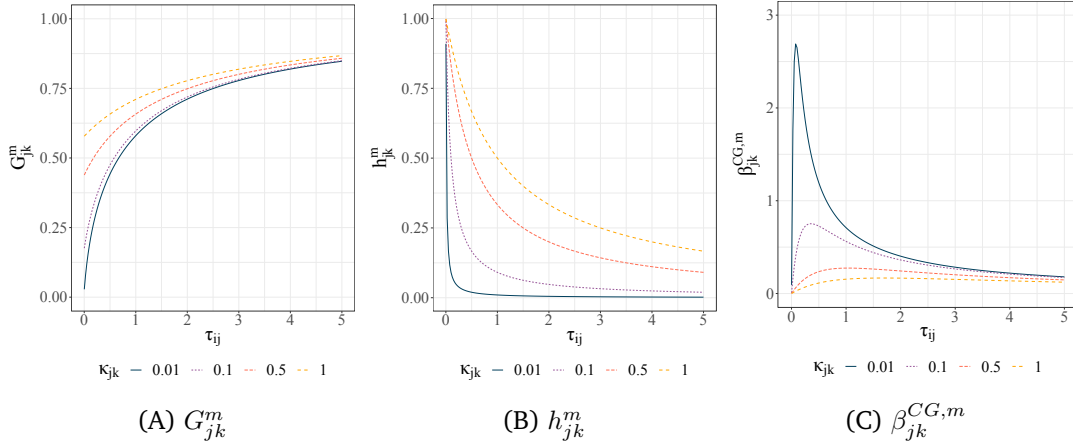 1.00
0.75
0.50
0.25
0.00
G^m_jk
0 1 2 3 4 5
τ_ij
κ_jk 0.01 0.1 0.5 1
(A) G^m_jk
1.00
0.75
0.50
0.25
0.00
h^m_jk
0 1 2 3 4 5
τ_ij
κ_jk 0.01 0.1 0.5 1
(B) h^m_jk
3
2
1
0
β^CG,m_jk
0 1 2 3 4 5
τ_ij
κ_jk 0.01 0.1 0.5 1
(C) β^CG,m_jk